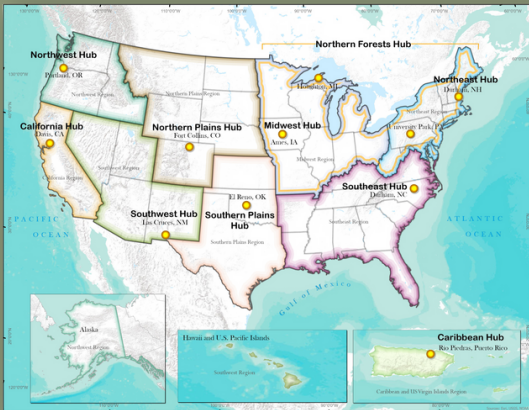 Northern Forests Hub
Northwest Hub
Portland, OR
Northwest Region
Northern Plains Region
Houghton, MI
Northeast Hub
Durham, NH
Northeast Region
California Hub
Davis, CA
California Region
Northern Plains Hub
Fort Collins, CO
Midwest Hub
Ames, IA
Midwest Region
University Park, PA
Southwest Region
Southeast Hub
Durham, NC
Southeast Region
El Reno, OK
Southwest Hub
Las Cruces, NM
Southern Plains
Hub
Southern Plains Region
PACIFIC
OCEAN
ATLANTIC
OCEAN
Gulf of Mexico
Alaska
Northwest Region
Hawaii and U.S. Pacific Islands
Southwest Region
Caribbean Hub
Rio Piedras, Puerto Rico
Caribbean and US Virgin Islands Region